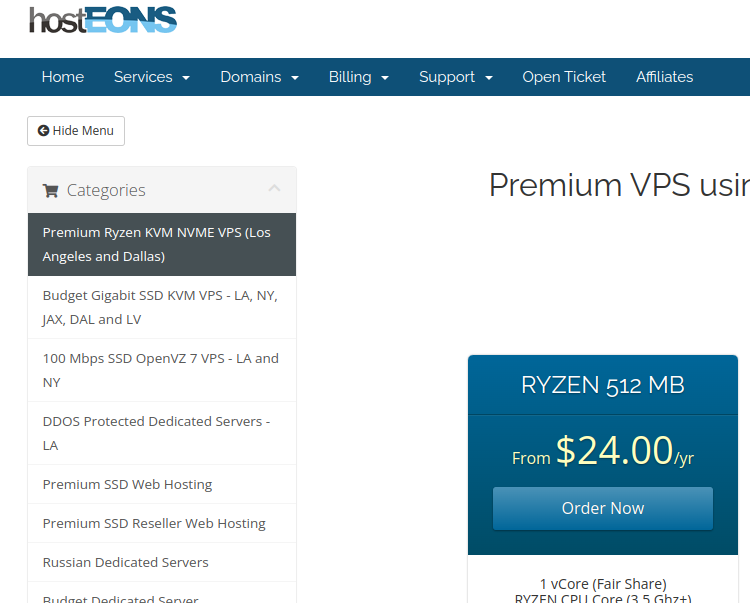 hostEONS
Home Services Domains Billing Support Open Ticket Affiliates
Hide Menu
Categories
Premium Ryzen KVM NVME VPS (Los
Angeles and Dallas)
Budget Gigabit SSD KVM VPS - LA, NY,
JAX, DAL and LV
100 Mbps SSD OpenVZ 7 VPS - LA and
NY
DDOS Protected Dedicated Servers -
LA
Premium SSD Web Hosting
Premium SSD Reseller Web Hosting
Russian Dedicated Servers
Budget Dedicated Server
Premium VPS usin
RYZEN 512 MB
From $24.00/yr
Order Now
1 vCore (Fair Share)
RYZEN CPU Core (3.5 Ghz+)